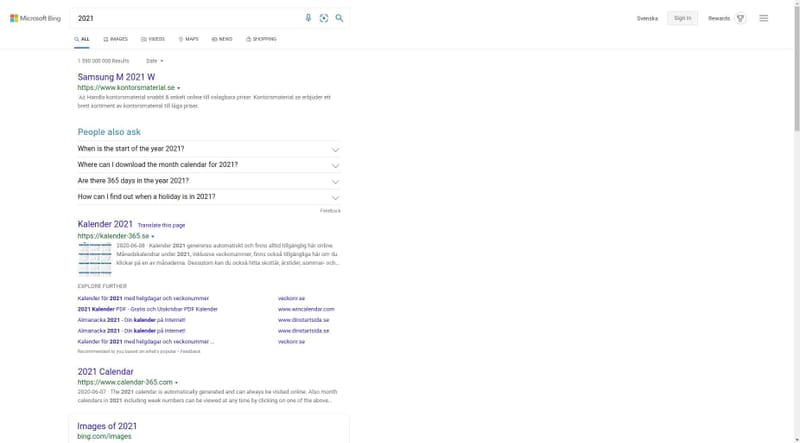 Microsoft Bing
2021
Svenska
Sign in
Rewards
ALL
IMAGES
VIDEOS
MAPS
NEWS
SHOPPING
1 590 000 000 Results
Date
Samsung M 2021 W
https://www.kontorsmaterial.se
Ad Handla kontorsmaterial snabbt & enkelt online till oslagbara priser. Kontorsmaterial.se erbjuder ett
brett sortiment av kontorsmaterial till låga priser.
People also ask
When is the start of the year 2021?
Where can I download the month calendar for 2021?
Are there 365 days in the year 2021?
How can I find out when a holiday is in 2021?
Feedback
Kalender 2021 Translate this page
https://kalender-365.se
2020-06-08 · Kalender 2021 genereras automatiskt och finns alltid tillgänglig här online.
Månadskalendrar under 2021, inklusive veckonummer, finns också tillgängliga här om du
klickar på en av månaderna. Dessutom kan du också hitta skottår, årstider, sommar- och...
EXPLORE FURTHER
Kalender för 2021 med helgdagar och veckonummer veckonr.se
2021 Kalender PDF - Gratis och Utskrivbar PDF Kalender www.wincalendar.com
Almanacka 2021 - Din kalender på Internet! www.dinstartsida.se
Almanacka 2021 - Din kalender på Internet! www.dinstartsida.se
Kalender för 2021 med helgdagar och veckonummer ... veckonr.se
Recommended to you based on what's popular • Feedback
2021 Calendar
https://www.calendar-365.com
2020-06-07 · The 2021 calendar is automatically generated and can always be visited online. Also month
calendars in 2021 including week numbers can be viewed at any time by clicking on one of the above...
Images of 2021
bing.com/images